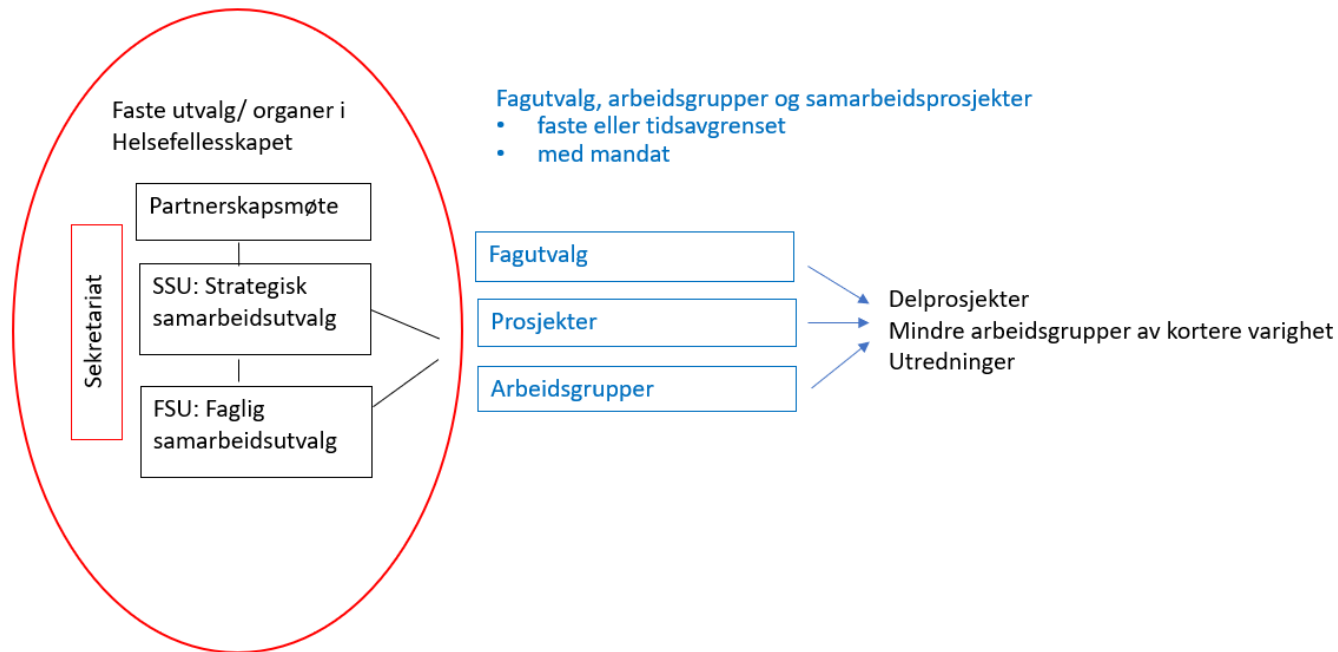 Faste utvalg/ organer i
Helsefellesskapet
Partnerskapsmøte
Sekretariat
SSU: Strategisk
samarbeidsutvalg
FSU: Faglig
samarbeidsutvalg
Fagutvalg, arbeidsgrupper og samarbeidsprosjekter
• faste eller tidsavgrenset
• med mandat
Fagutvalg
Prosjekter
Arbeidsgrupper
Delprosjekter
Mindre arbeidsgrupper av kortere varighet
Utredninger